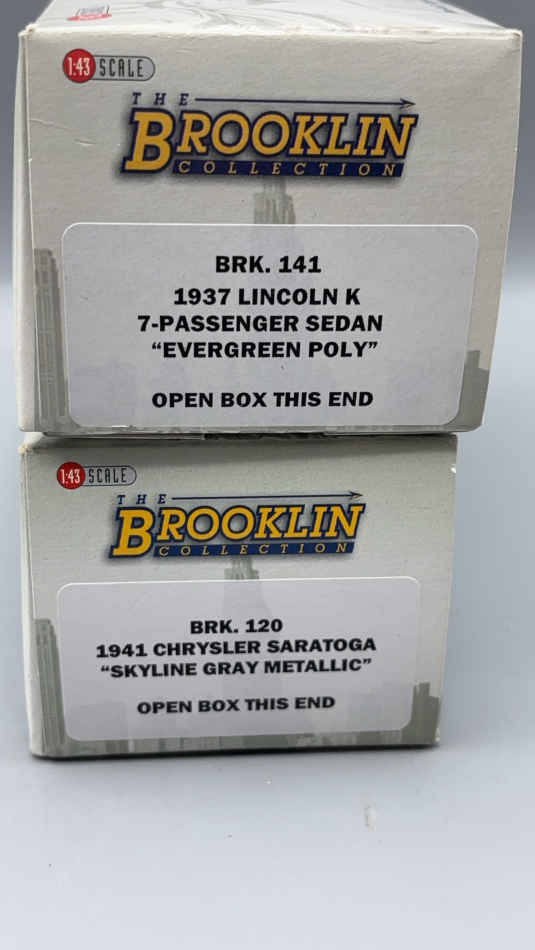 1:43 SCALE
THE
BROOKLIN
COLLECTION
BRK. 141
1937 LINCOLN K
7-PASSENGER SEDAN
“EVERGREEN POLY”
OPEN BOX THIS END
1:43 SCALE
THE
BROOKLIN
COLLECTION
BRK. 120
1941 CHRYSLER SARATOGA
“SKYLINE GRAY METALLIC”
OPEN BOX THIS END